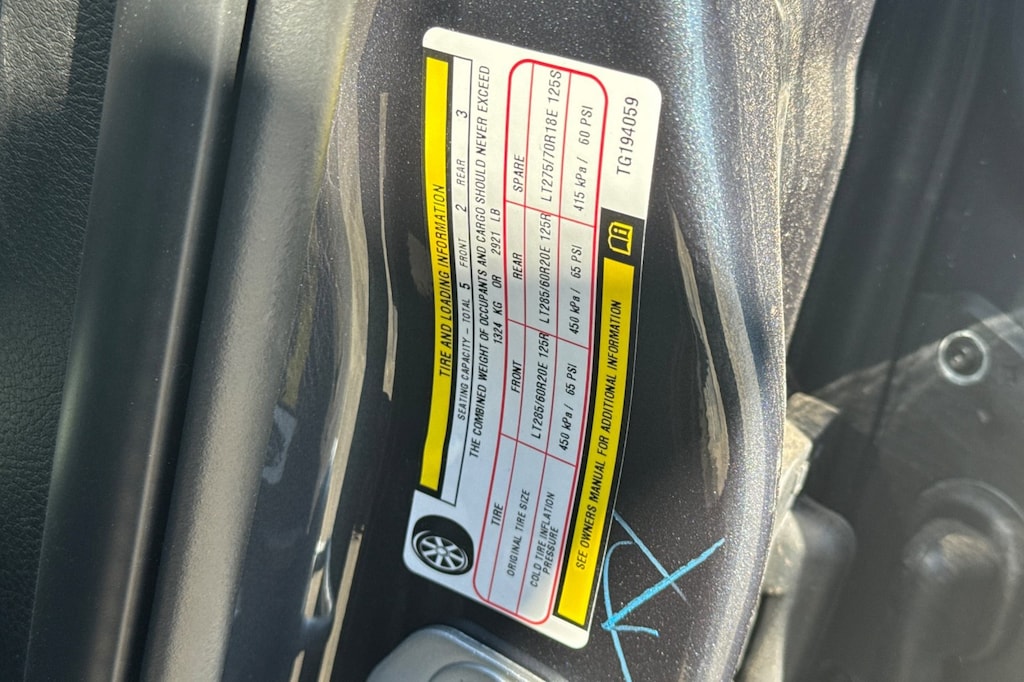 TIRE AND LOADING INFORMATION
SEATING CAPACITY - TOTAL 5 FRONT 2 REAR 3
THE COMBINED WEIGHT OF OCCUPANTS AND CARGO SHOULD NEVER EXCEED
1324 KG OR 2921 LB
TIRE FRONT REAR SPARE
ORIGINAL TIRE SIZE LT285/60R20E 125R LT285/60R20E 125R LT275/70R18E 125S
COLD TIRE INFLATION PRESSURE 450 kPa / 65 PSI 450 kPa / 65 PSI 415 kPa / 60 PSI
SEE OWNERS MANUAL FOR ADDITIONAL INFORMATION
TG194059